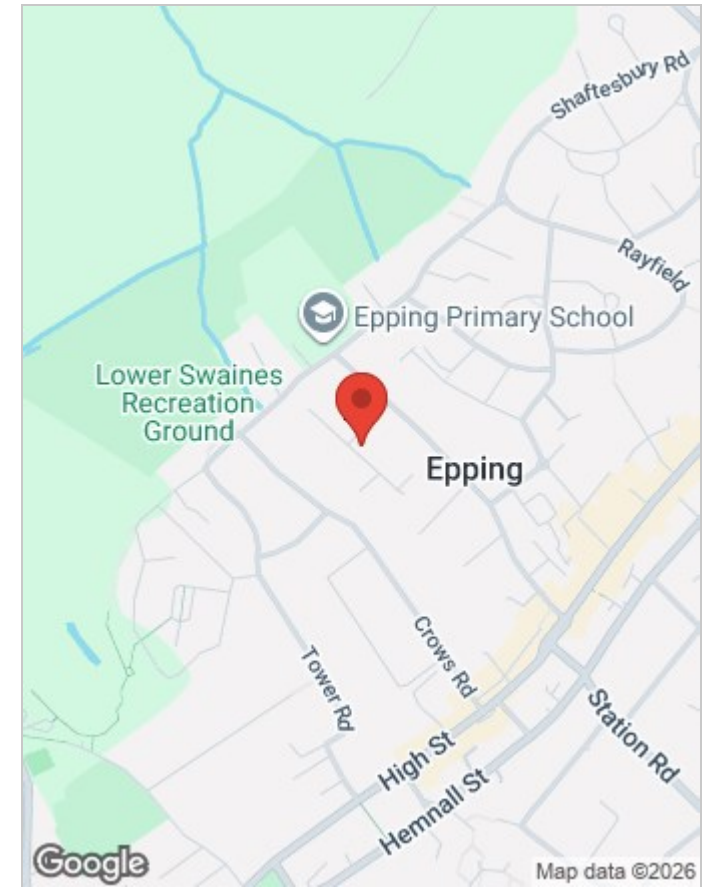 Shaftesbury Rd
Rayfield
Epping Primary School
Lower Swaines
Recreation
Ground
Epping
Crows Rd
Tower Rd
Station Rd
High St
Hemnall St
Google
Map data ©2026